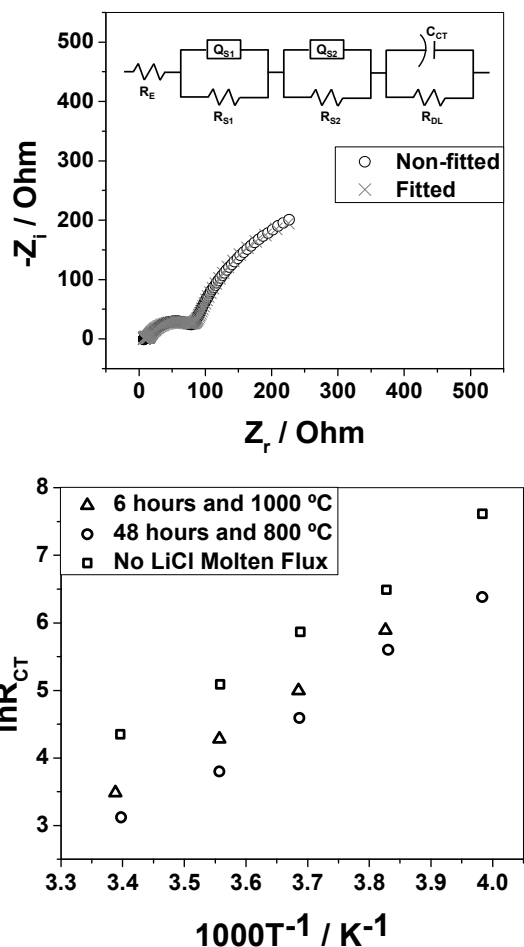 500
400
300
200
100
0
-Z_i / Ohm
Q_S1
Q_S2
C_CT
R_E
R_S1
R_S2
R_DL
Non-fitted
Fitted
0 100 200 300 400 500
Z_r / Ohm
8
7
6
5
4
3
lnR_CT
6 hours and 1000 ºC
48 hours and 800 ºC
No LiCl Molten Flux
3.3 3.4 3.5 3.6 3.7 3.8 3.9 4.0
1000T⁻¹ / K⁻¹